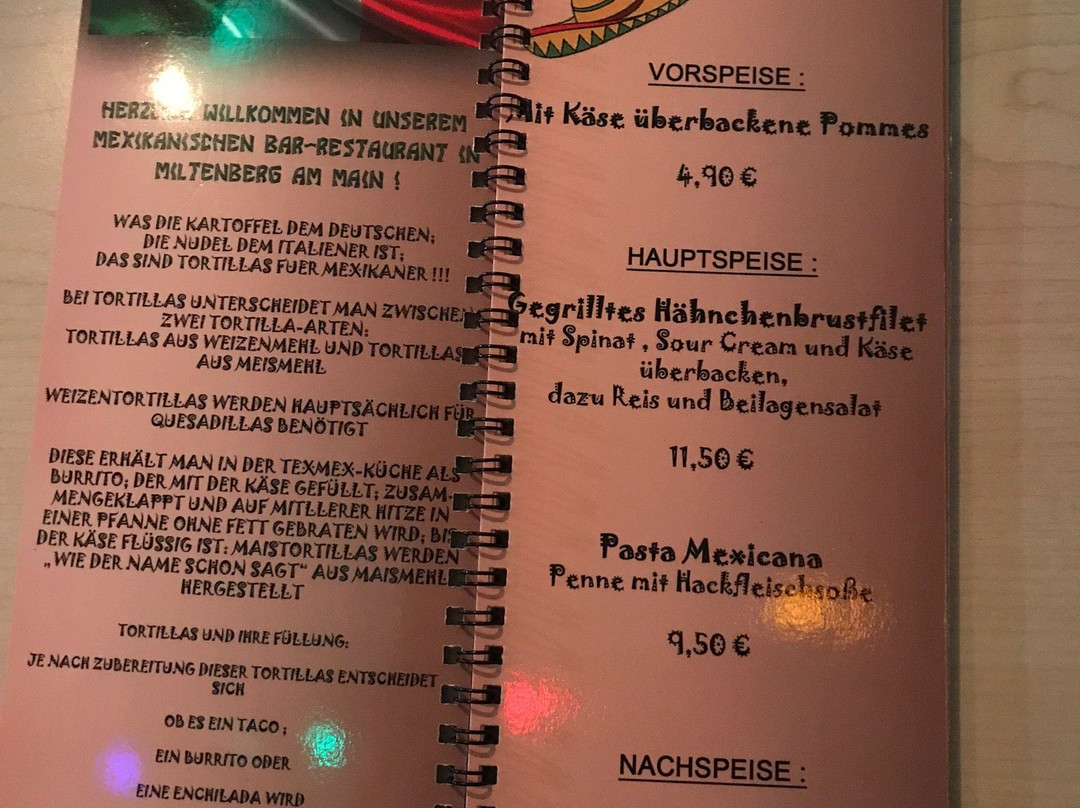 HERZLICH WILLKOMMEN IN UNSEREM
MEXIKANISCHEN BAR-RESTAURANT IN
MILTENBERG AM MAIN !
WAS DIE KARTOFFEL DEM DEUTSCHEN;
DIE NUDEL DEM ITALIENER IST;
DAS SIND TORTILLAS FUER MEXIKANER !!!
BEI TORTILLAS UNTERSCHEIDET MAN ZWISCHEN
ZWEI TORTILLA-ARTEN:
TORTILLAS AUS WEIZENMEHL UND TORTILLAS
AUS MEISMEHL
WEIZENTORTILLAS WERDEN HAUPTSÄCHLICH FÜR
QUESADILLAS BENÖTIGT
DIESE ERHÄLT MAN IN DER TEXMEX-KÜCHE ALS
BURRITO; DER MIT DER KÄSE GEFÜLLT; ZUSAM-
MENGEKLAPPT UND AUF MITLLERER HITZE IN
EINER PFANNE OHNE FETT GEBRATEN WIRD; BIS
DER KÄSE FLÜSSIG IST: MAISTORTILLAS WERDEN
„WIE DER NAME SCHON SAGT“ AUS MAISMEHL
HERGESTELLT
TORTILLAS UND IHRE FÜLLUNG:
JE NACH ZUBEREITUNG DIESER TORTILLAS ENTSCHEIDET
SICH
OB ES EIN TACO ;
EIN BURRITO ODER
EINE ENCHILADA WIRD
VORSPEISE :
Mit Käse überbackene Pommes
4,90 €
HAUPTSPEISE :
Gegrilltes Hähnchenbrustfilet
mit Spinat , Sour Cream und Käse
überbacken,
dazu Reis und Beilagensalat
11,50 €
Pasta Mexicana
Penne mit Hackfleischsoße
9,50 €
NACHSPEISE :